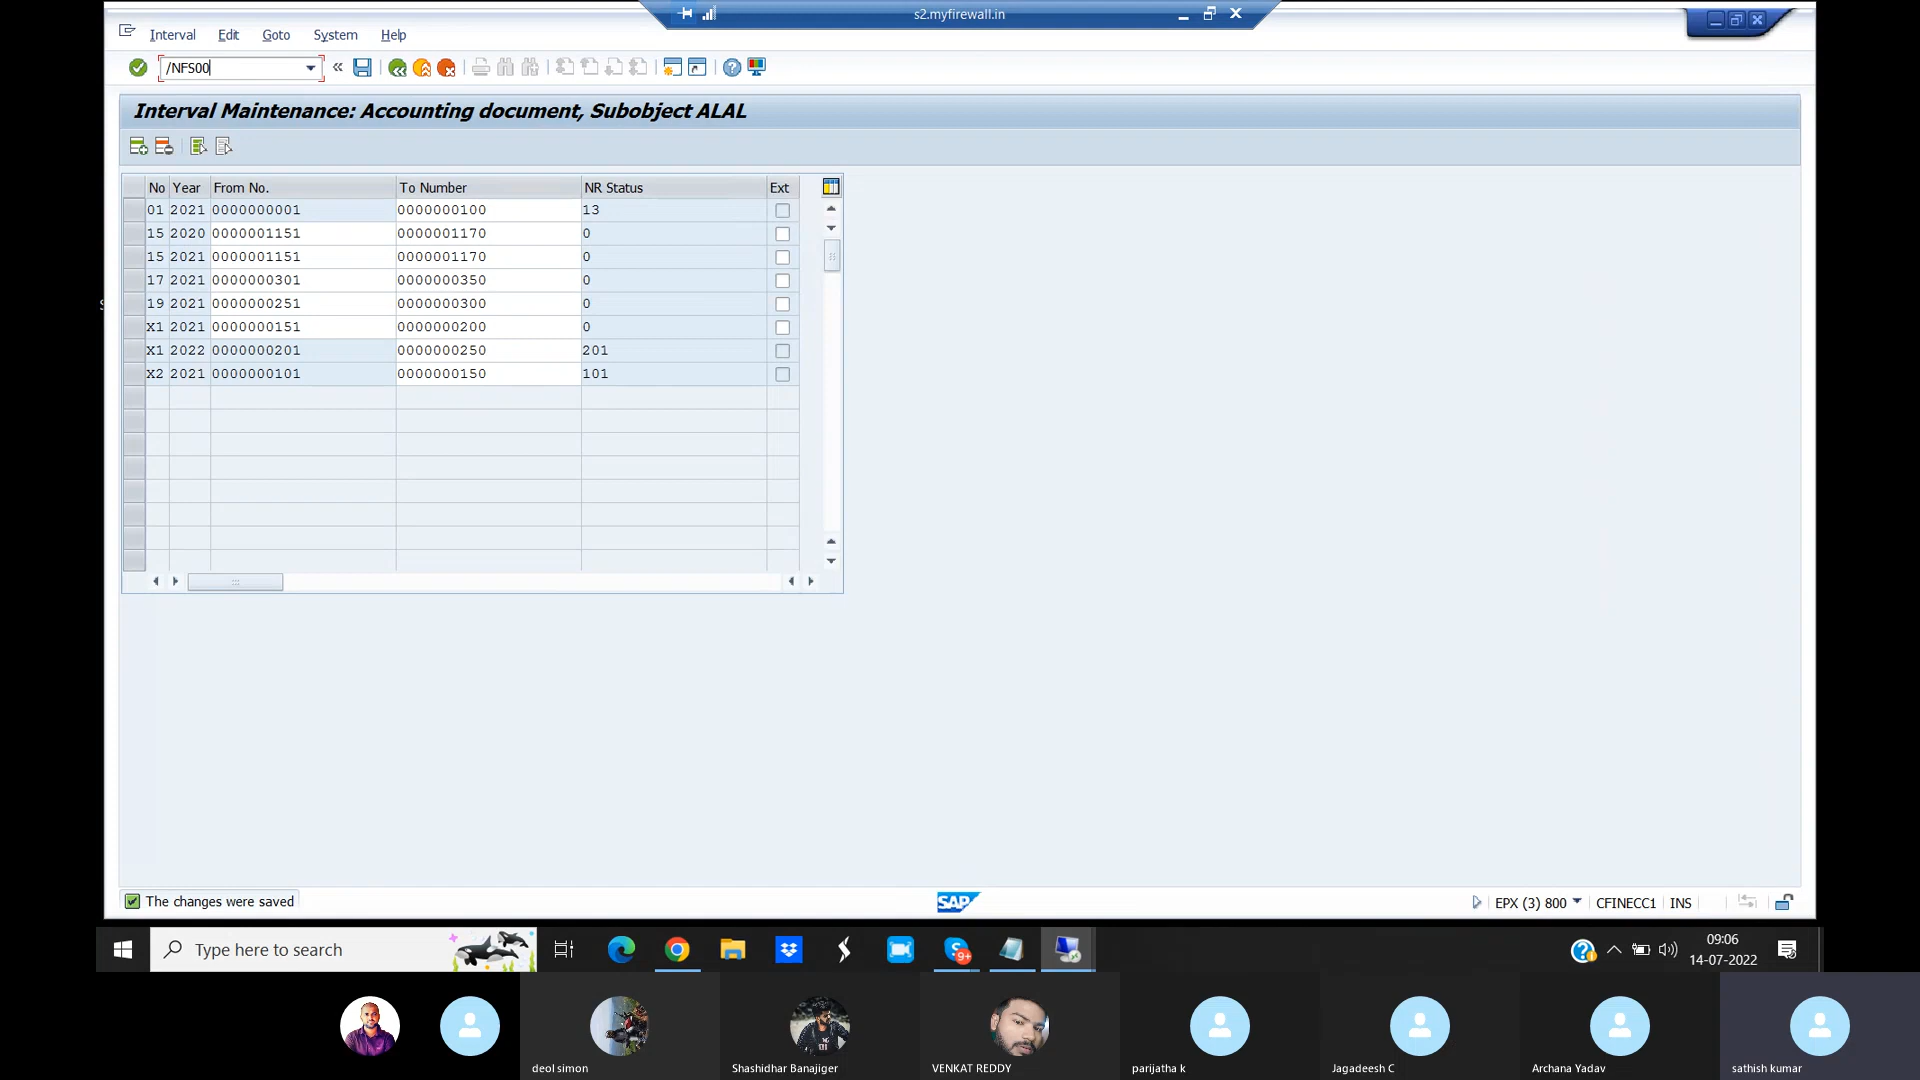 s2.myfirewall.in
Interval Edit Goto System Help
/NFS00
Interval Maintenance: Accounting document, Subobject ALAL
No Year From No. To Number NR Status Ext
01 2021 0000000001 0000000100 13
15 2020 0000001151 0000001170 0
15 2021 0000001151 0000001170 0
17 2021 0000000301 0000000350 0
19 2021 0000000251 0000000300 0
X1 2021 0000000151 0000000200 0
X1 2022 0000000201 0000000250 201
X2 2021 0000000101 0000000150 101
The changes were saved
SAP
EPX (3) 800 CFINECC1 INS
Type here to search
9+
09:06
14-07-2022
deol simon
Shashidhar Banajiger
VENKAT REDDY
parijatha k
Jagadeesh C
Archana Yadav
sathish kumar